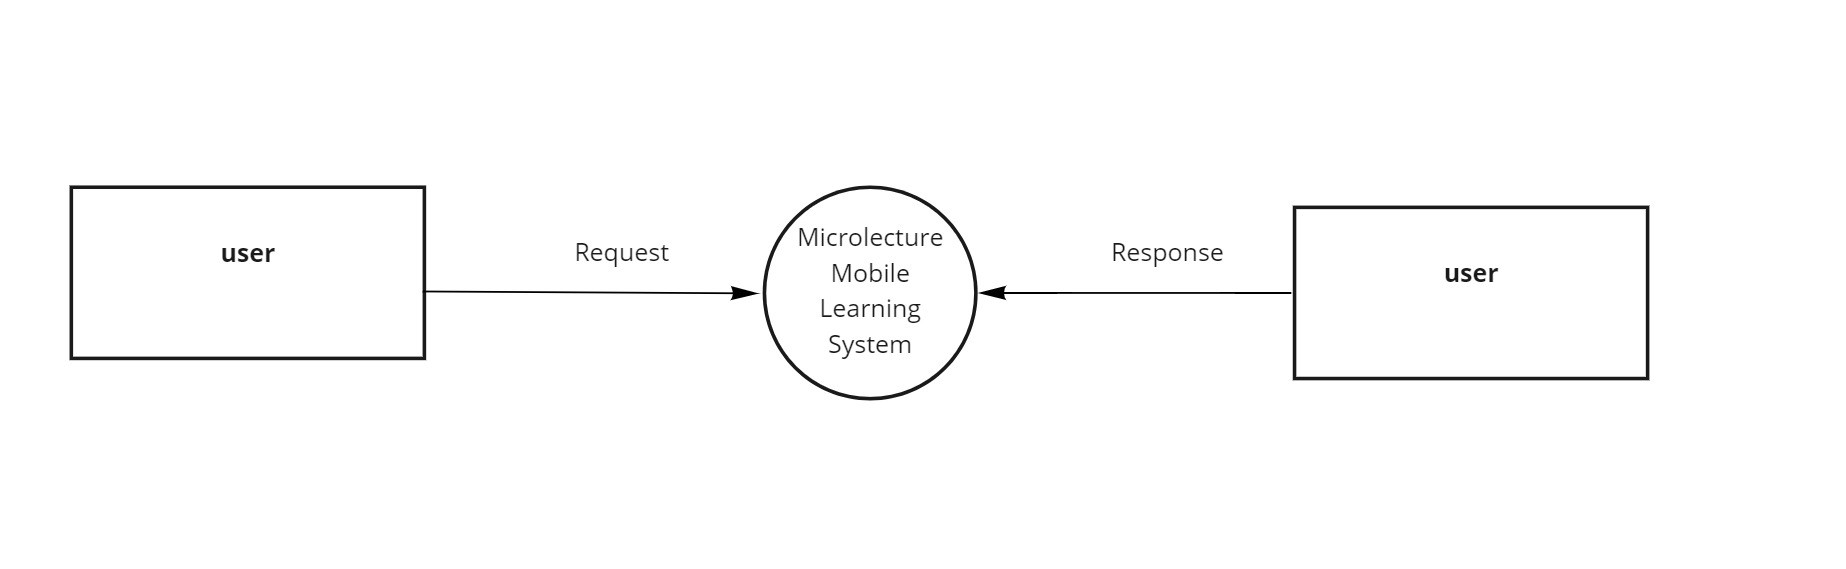 user
Request
Microlecture
Mobile
Learning
System
Response
user